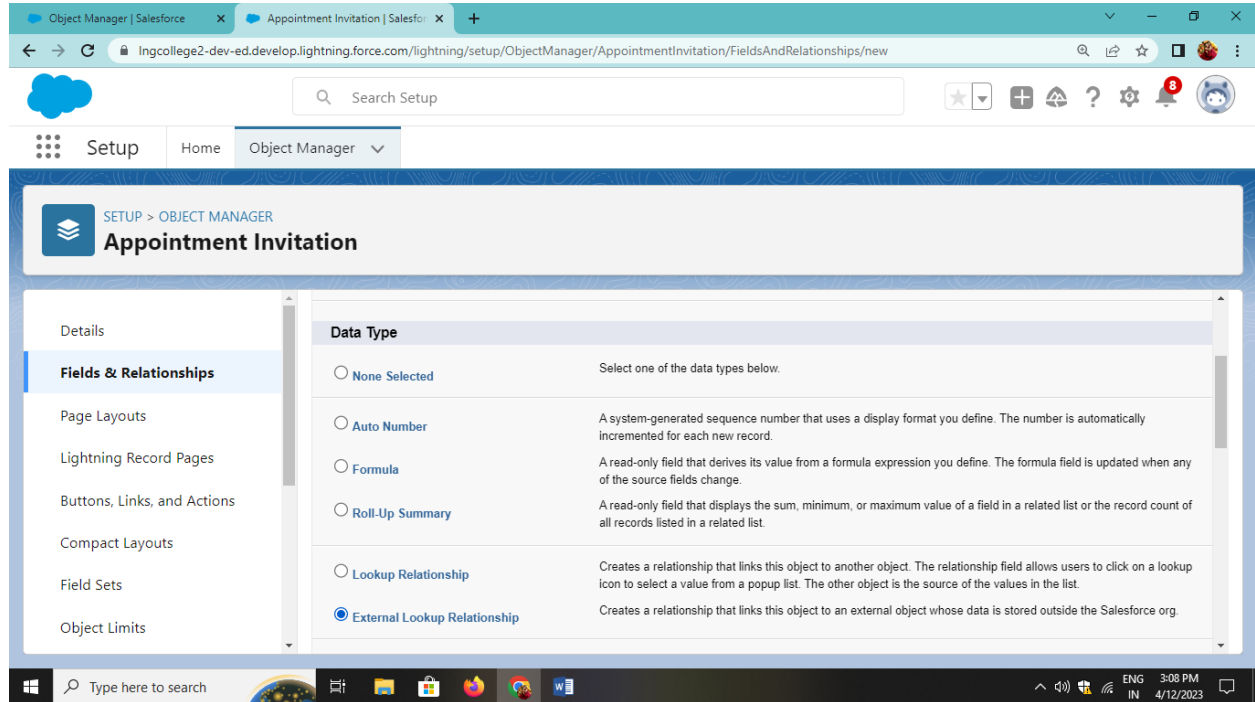 Object Manager | Salesforce
Appointment Invitation | Salesfor
lngcollege2-dev-ed.develop.lightning.force.com/lightning/setup/ObjectManager/AppointmentInvitation/FieldsAndRelationships/new
Search Setup
8
Setup
Home
Object Manager
SETUP > OBJECT MANAGER
Appointment Invitation
Details
Fields & Relationships
Page Layouts
Lightning Record Pages
Buttons, Links, and Actions
Compact Layouts
Field Sets
Object Limits
Data Type
None Selected
Select one of the data types below.
Auto Number
A system-generated sequence number that uses a display format you define. The number is automatically
incremented for each new record.
Formula
A read-only field that derives its value from a formula expression you define. The formula field is updated when any
of the source fields change.
Roll-Up Summary
A read-only field that displays the sum, minimum, or maximum value of a field in a related list or the record count of
all records listed in a related list.
Lookup Relationship
Creates a relationship that links this object to another object. The relationship field allows users to click on a lookup
icon to select a value from a popup list. The other object is the source of the values in the list.
External Lookup Relationship
Creates a relationship that links this object to an external object whose data is stored outside the Salesforce org.
Type here to search
ENG
IN
3:08 PM
4/12/2023